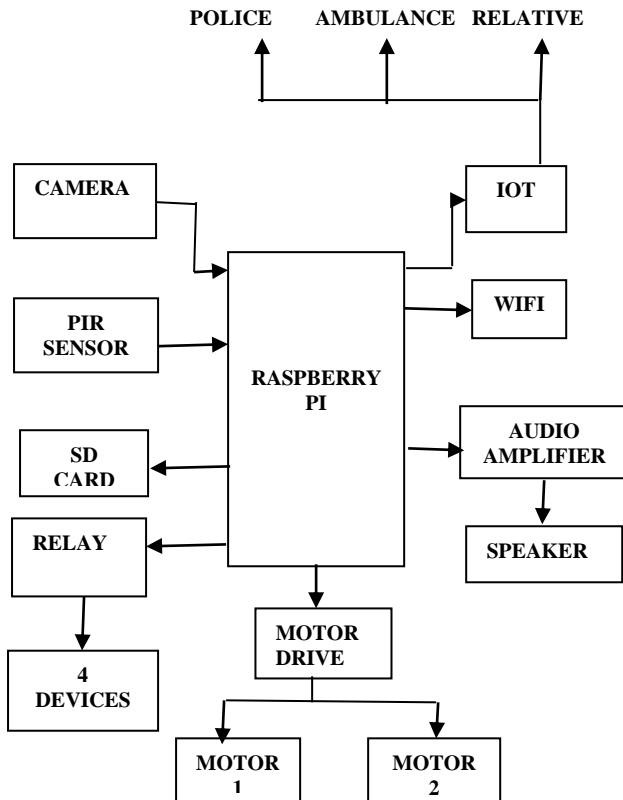 POLICE AMBULANCE RELATIVE
CAMERA
IOT
PIR
SENSOR
WIFI
RASPBERRY
PI
SD
CARD
AUDIO
AMPLIFIER
RELAY
SPEAKER
MOTOR
DRIVE
4
DEVICES
MOTOR
1
MOTOR
2